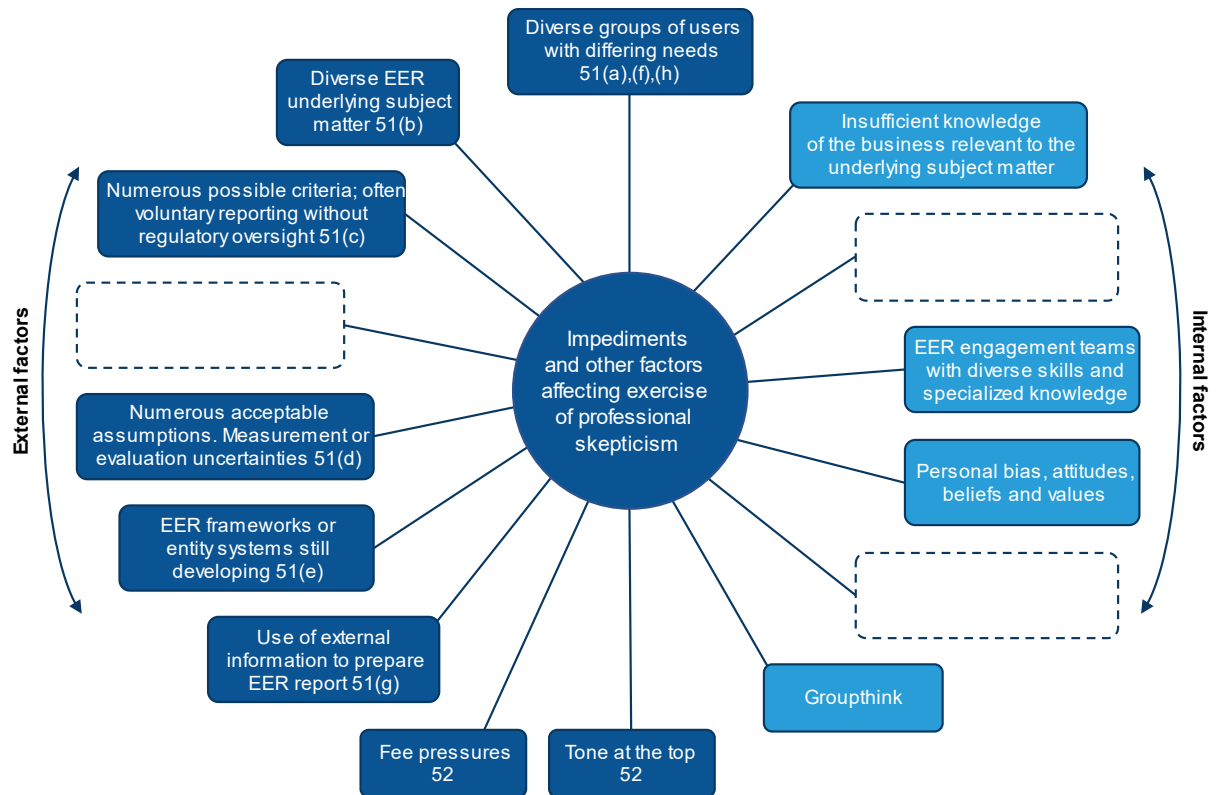 Diverse groups of users
with differing needs
51(a),(f),(h)
Diverse EER
underlying subject
matter 51(b)
Insufficient knowledge
of the business relevant to the
underlying subject matter
Numerous possible criteria; often
voluntary reporting without
regulatory oversight 51(c)
External factors
Impediments
and other factors
affecting exercise
of professional
skepticism
EER engagement teams
with diverse skills and
specialized knowledge
Internal factors
Numerous acceptable
assumptions. Measurement or
evaluation uncertainties 51(d)
Personal bias, attitudes,
beliefs and values
EER frameworks or
entity systems still
developing 51(e)
Use of external
information to prepare
EER report 51(g)
Groupthink
Fee pressures
52
Tone at the top
52